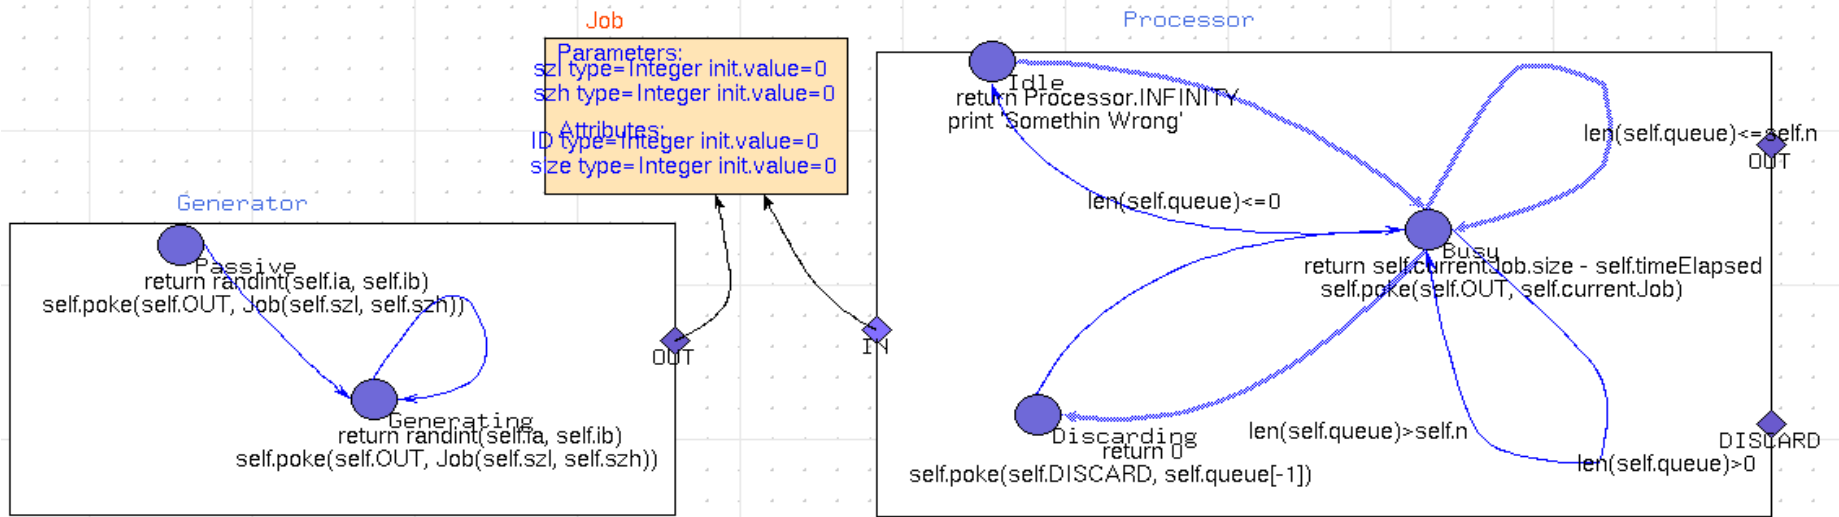 Job
Parameters:
szl type=Integer init.value=0
szh type=Integer init.value=0
Attributes:
ID type=Integer init.value=0
size type=Integer init.value=0
Generator
Passive
return randint(self.ia, self.ib)
self.poke(self.OUT, Job(self.szl, self.szh))
Generating
return randint(self.ia, self.ib)
self.poke(self.OUT, Job(self.szl, self.szh))
OUT
Processor
IN
Idle
return Processor.INFINITY
print 'Somethin Wrong'
len(self.queue)<=self.n
OUT
len(self.queue)<=0
Busy
return self.currentJob.size - self.timeElapsed
self.poke(self.OUT, self.currentJob)
Discarding
return 0
self.poke(self.DISCARD, self.queue[-1])
len(self.queue)>self.n
len(self.queue)>0
DISCARD